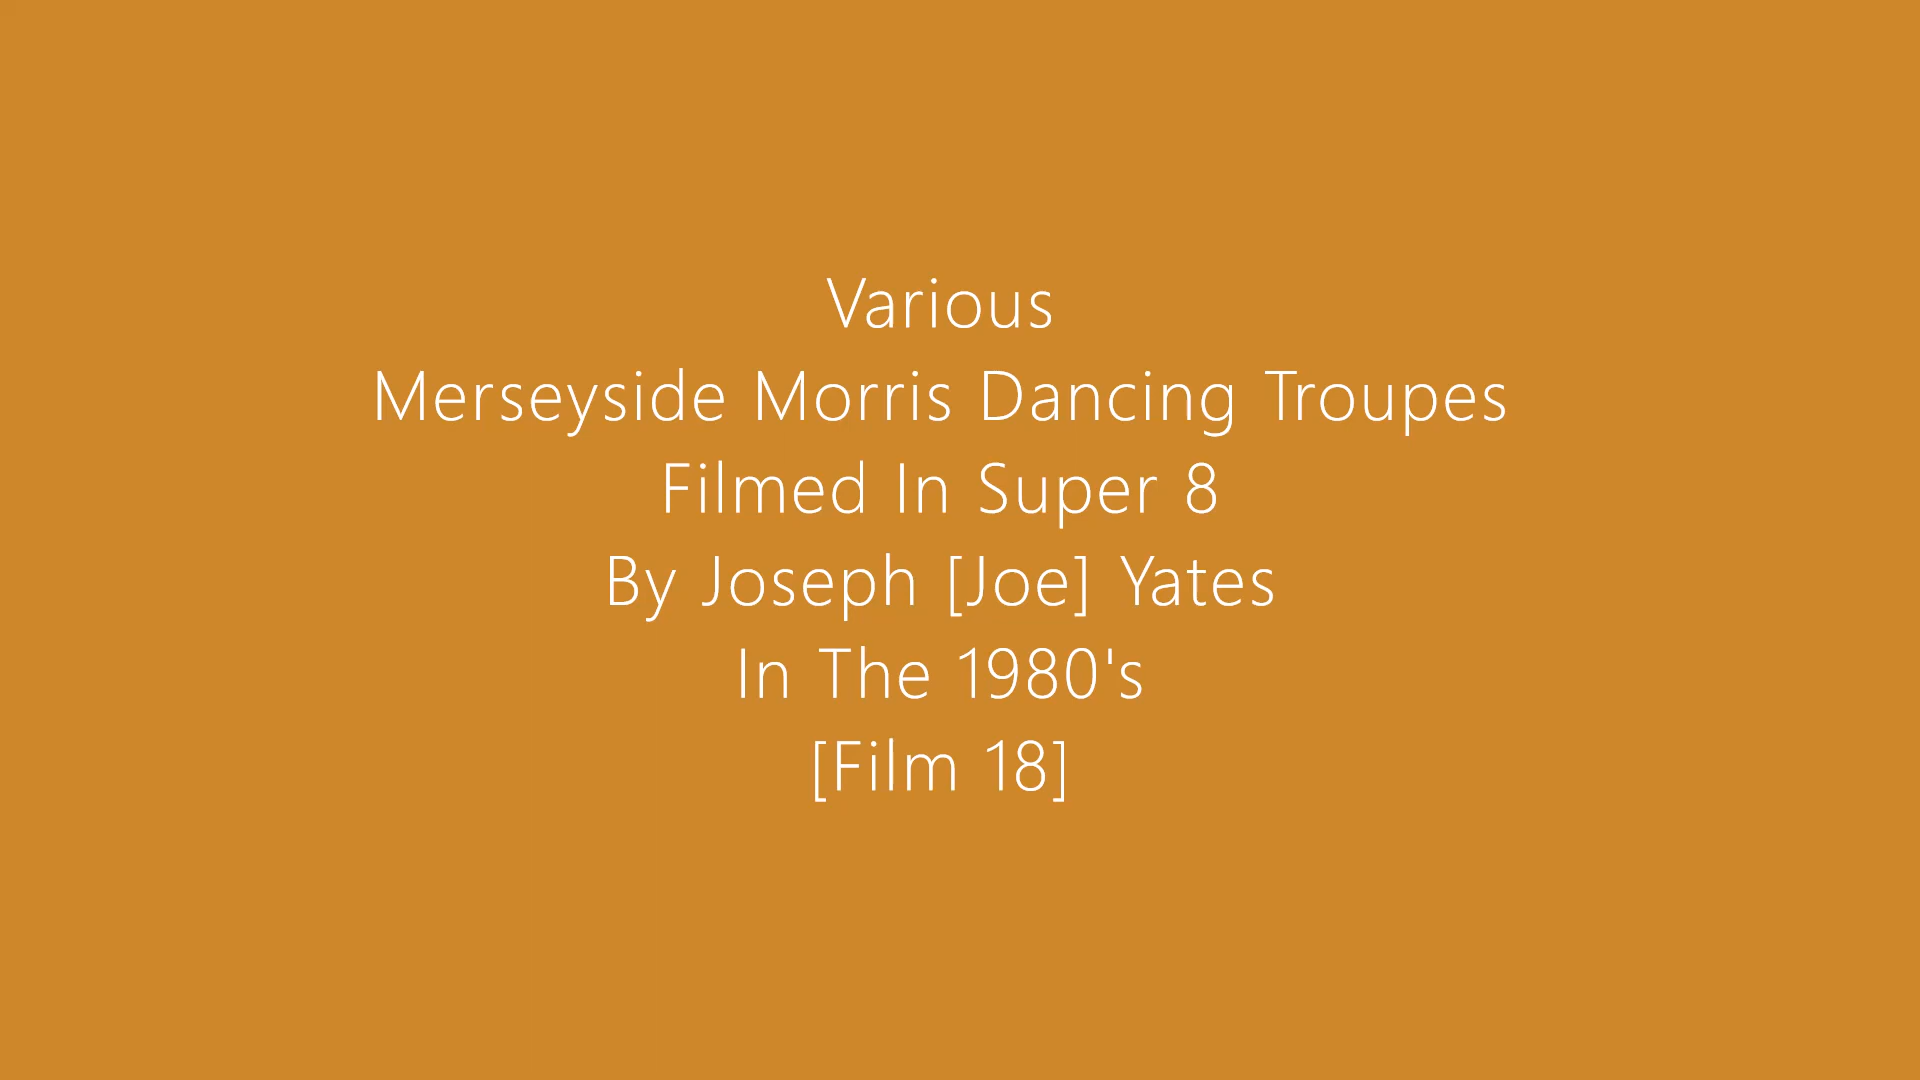 Various
Merseyside Morris Dancing Troupes
Filmed In Super 8
By Joseph [Joe] Yates
In The 1980's
[Film 18]